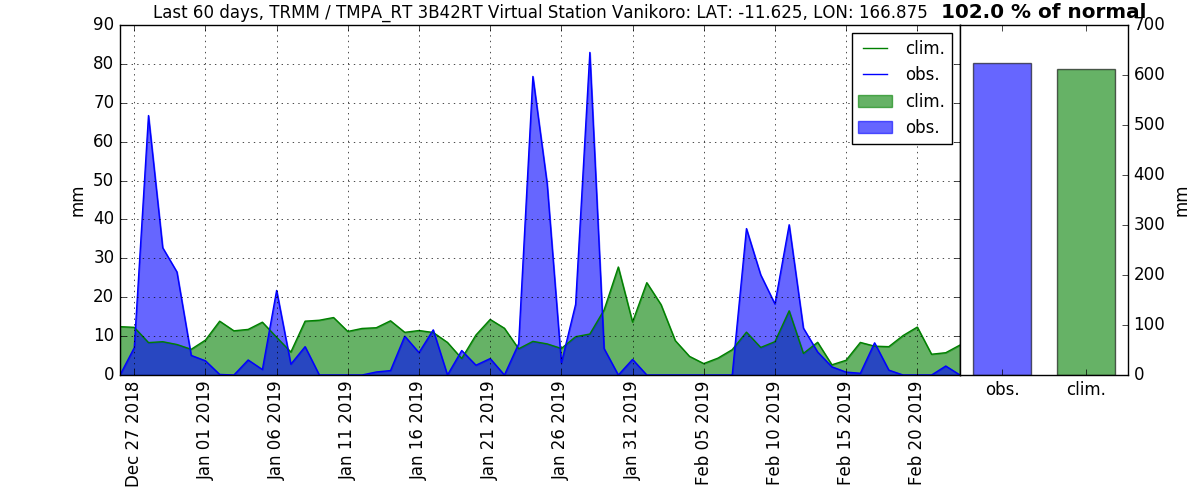 Last 60 days, TRMM / TMPA_RT 3B42RT Virtual Station Vanikoro: LAT: -11.625, LON: 166.875
102.0 % of normal
90
80
70
60
50
40
30
20
10
0
mm
clim.
obs.
clim.
obs.
Dec 27 2018
Jan 01 2019
Jan 06 2019
Jan 11 2019
Jan 16 2019
Jan 21 2019
Jan 26 2019
Jan 31 2019
Feb 05 2019
Feb 10 2019
Feb 15 2019
Feb 20 2019
700
600
500
400
300
200
100
0
mm
obs.
clim.